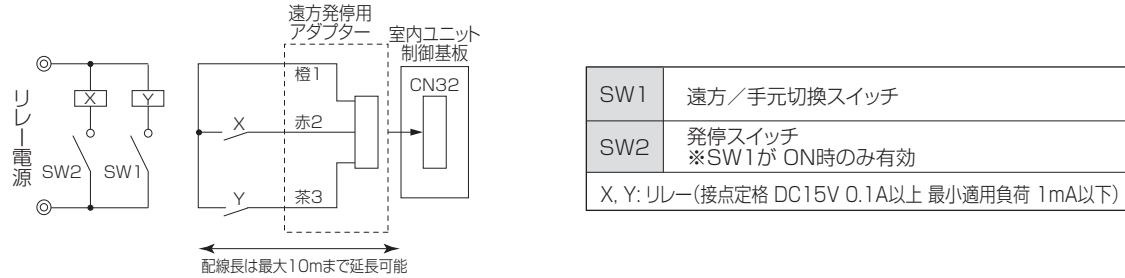 遠方発停用
アダプター
室内ユニット
制御基板
CN32
橙1
赤2
茶3
X
Y
X
Y
SW2
SW1
リレー電源
配線長は最大10mまで延長可能
SW1 遠方／手元切換スイッチ
SW2 発停スイッチ
※SW1が ON時のみ有効
X, Y: リレー(接点定格 DC15V 0.1A以上 最小適用負荷 1mA以下)